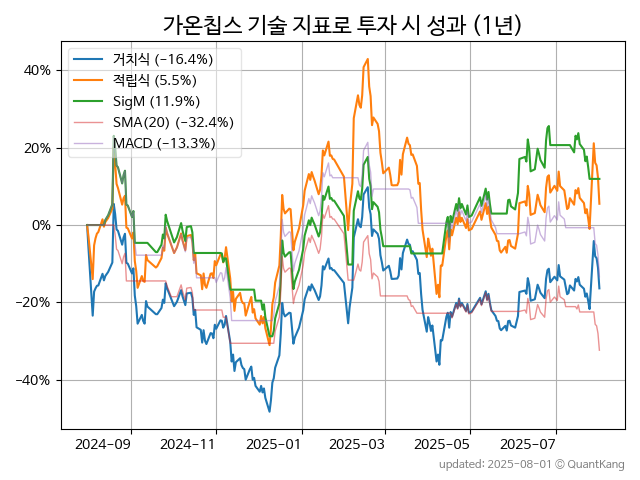 가온칩스 기술 지표로 투자 시 성과 (1년)
거치식 (−16.4%)
적립식 (5.5%)
SigM (11.9%)
SMA(20) (−32.4%)
MACD (−13.3%)
40%
20%
0%
−20%
−40%
2024-09 2024-11 2025-01 2025-03 2025-05 2025-07
updated: 2025-08-01 © QuantKang